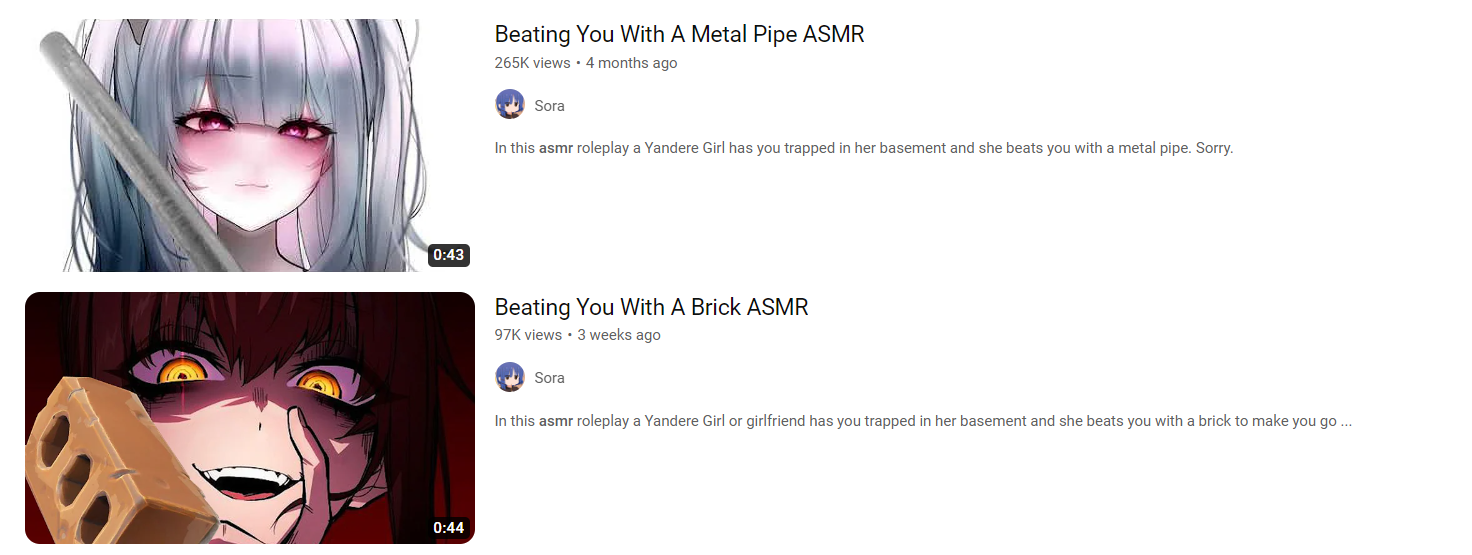 Beating You With A Metal Pipe ASMR
265K views • 4 months ago
Sora
In this asmr roleplay a Yandere Girl has you trapped in her basement and she beats you with a metal pipe. Sorry.
0:43
Beating You With A Brick ASMR
97K views • 3 weeks ago
Sora
In this asmr roleplay a Yandere Girl or girlfriend has you trapped in her basement and she beats you with a brick to make you go ...
0:44